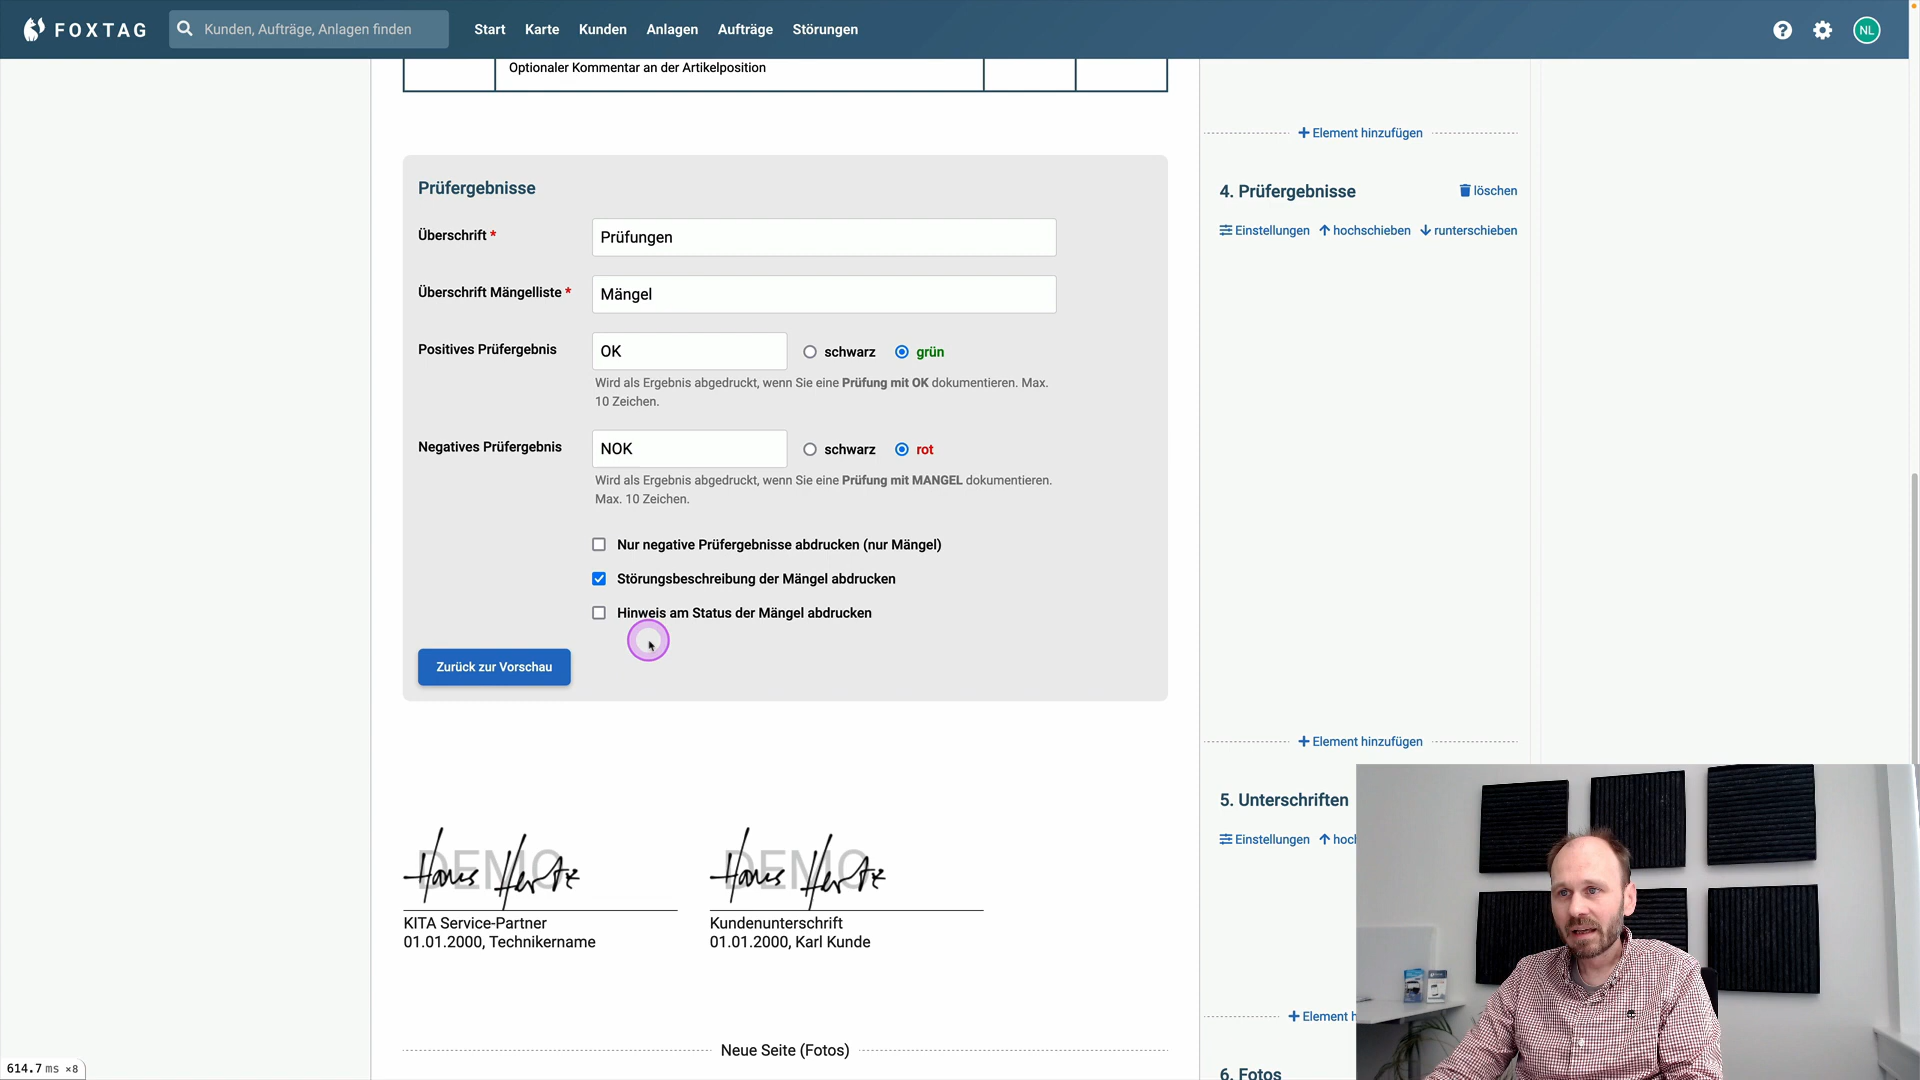 FOXTAG
Kunden, Aufträge, Anlagen finden
Start
Karte
Kunden
Anlagen
Aufträge
Störungen
NL
Optionaler Kommentar an der Artikelposition
Element hinzufügen
Prüfergebnisse
4. Prüfergebnisse
löschen
Einstellungen
hochschieben
runterschieben
Überschrift *
Prüfungen
Überschrift Mängelliste *
Mängel
Positives Prüfergebnis
OK
schwarz
grün
Wird als Ergebnis abgedruckt, wenn Sie eine Prüfung mit OK dokumentieren. Max.
10 Zeichen.
Negatives Prüfergebnis
NOK
schwarz
rot
Wird als Ergebnis abgedruckt, wenn Sie eine Prüfung mit MANGEL dokumentieren.
Max. 10 Zeichen.
Nur negative Prüfergebnisse abdrucken (nur Mängel)
Störungsbeschreibung der Mängel abdrucken
Hinweis am Status der Mängel abdrucken
Zurück zur Vorschau
Element hinzufügen
5. Unterschriften
Einstellungen
hoch
DEMO
Hans Hertz
DEMO
Hans Hertz
KITA Service-Partner
01.01.2000, Technikername
Kundenunterschrift
01.01.2000, Karl Kunde
Element h
Neue Seite (Fotos)
6. Fotos
614.7 ms ×8